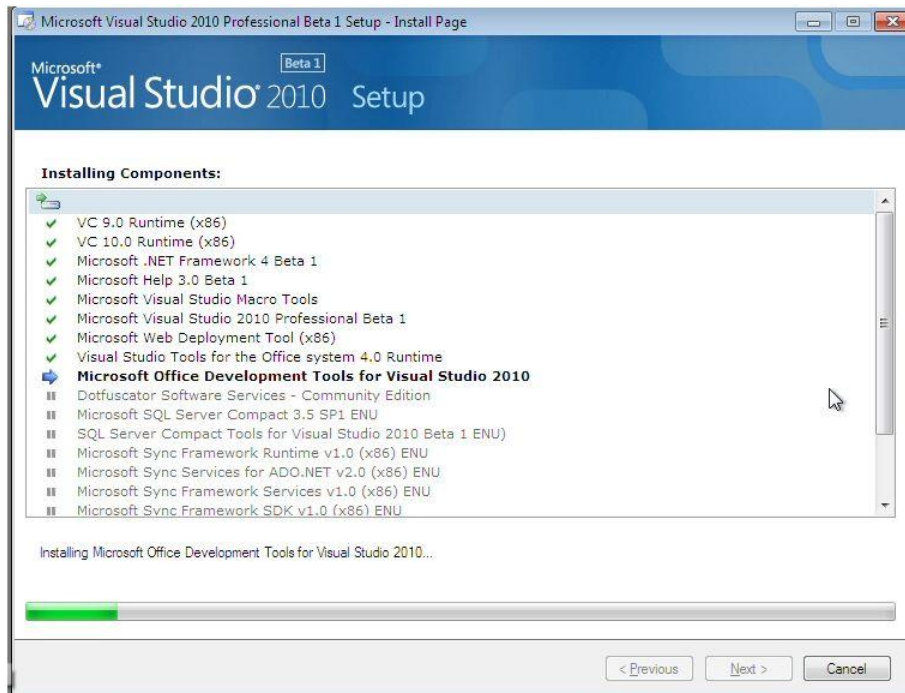 Microsoft Visual Studio 2010 Professional Beta 1 Setup - Install Page
Beta 1
Microsoft®
Visual Studio® 2010 Setup
Installing Components:
VC 9.0 Runtime (x86)
VC 10.0 Runtime (x86)
Microsoft .NET Framework 4 Beta 1
Microsoft Help 3.0 Beta 1
Microsoft Visual Studio Macro Tools
Microsoft Visual Studio 2010 Professional Beta 1
Microsoft Web Deployment Tool (x86)
Visual Studio Tools for the Office system 4.0 Runtime
Microsoft Office Development Tools for Visual Studio 2010
Dotfuscator Software Services - Community Edition
Microsoft SQL Server Compact 3.5 SP1 ENU
SQL Server Compact Tools for Visual Studio 2010 Beta 1 ENU)
Microsoft Sync Framework Runtime v1.0 (x86) ENU
Microsoft Sync Services for ADO.NET v2.0 (x86) ENU
Microsoft Sync Framework Services v1.0 (x86) ENU
Microsoft Sync Framework SDK v1.0 (x86) ENU
Installing Microsoft Office Development Tools for Visual Studio 2010...
< Previous Next > Cancel